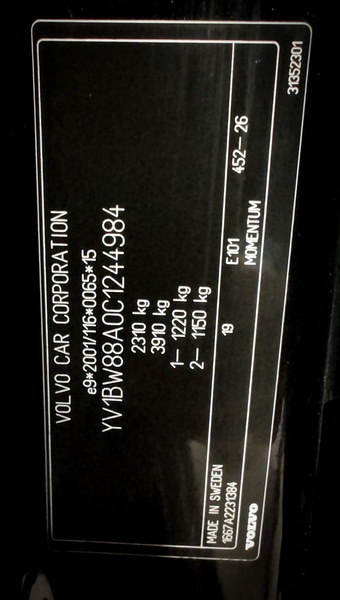 VOLVO CAR CORPORATION
e9*2001/116*0065*15
YV1BW88A0C1244984
2310 kg
3910 kg
1– 1220 kg
2– 1150 kg
MADE IN SWEDEN 19 E101 452–26
1667A2231384 MOMENTUM
VOLVO
31352301